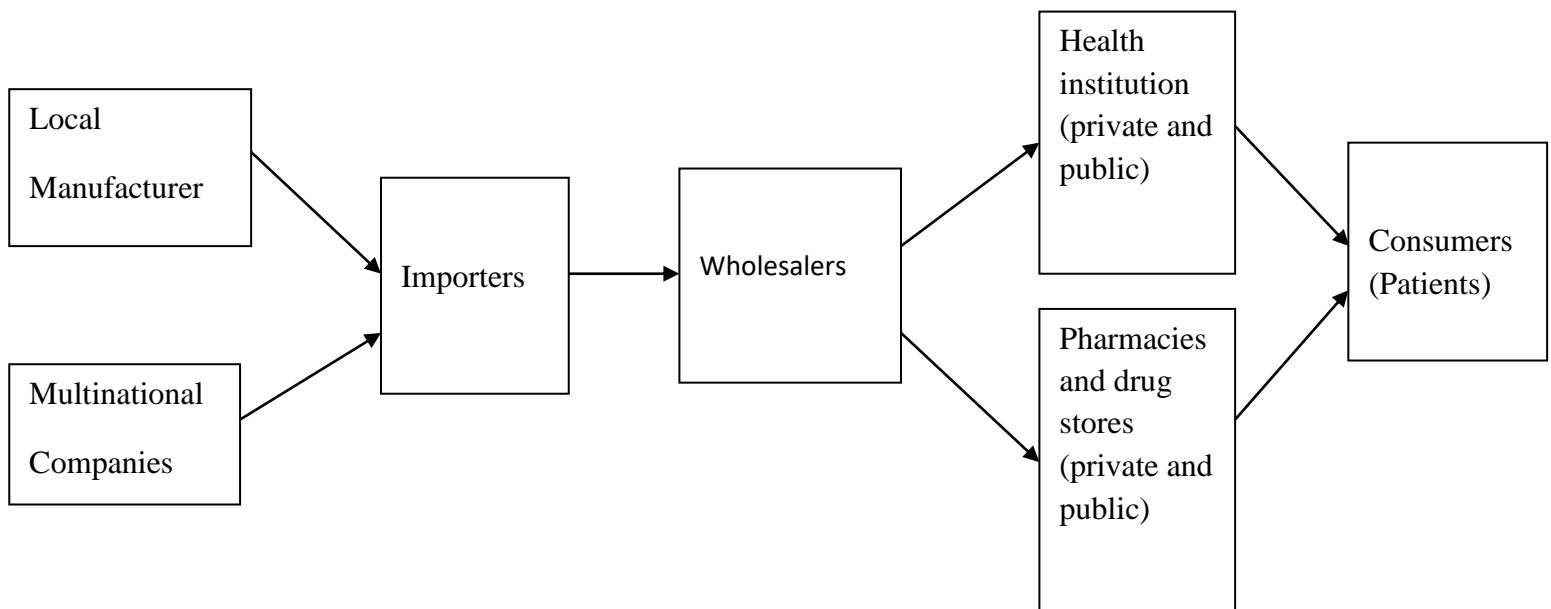 Local
Manufacturer
Multinational
Companies
Importers
Wholesalers
Health
institution
(private and
public)
Pharmacies
and drug
stores
(private and
public)
Consumers
(Patients)